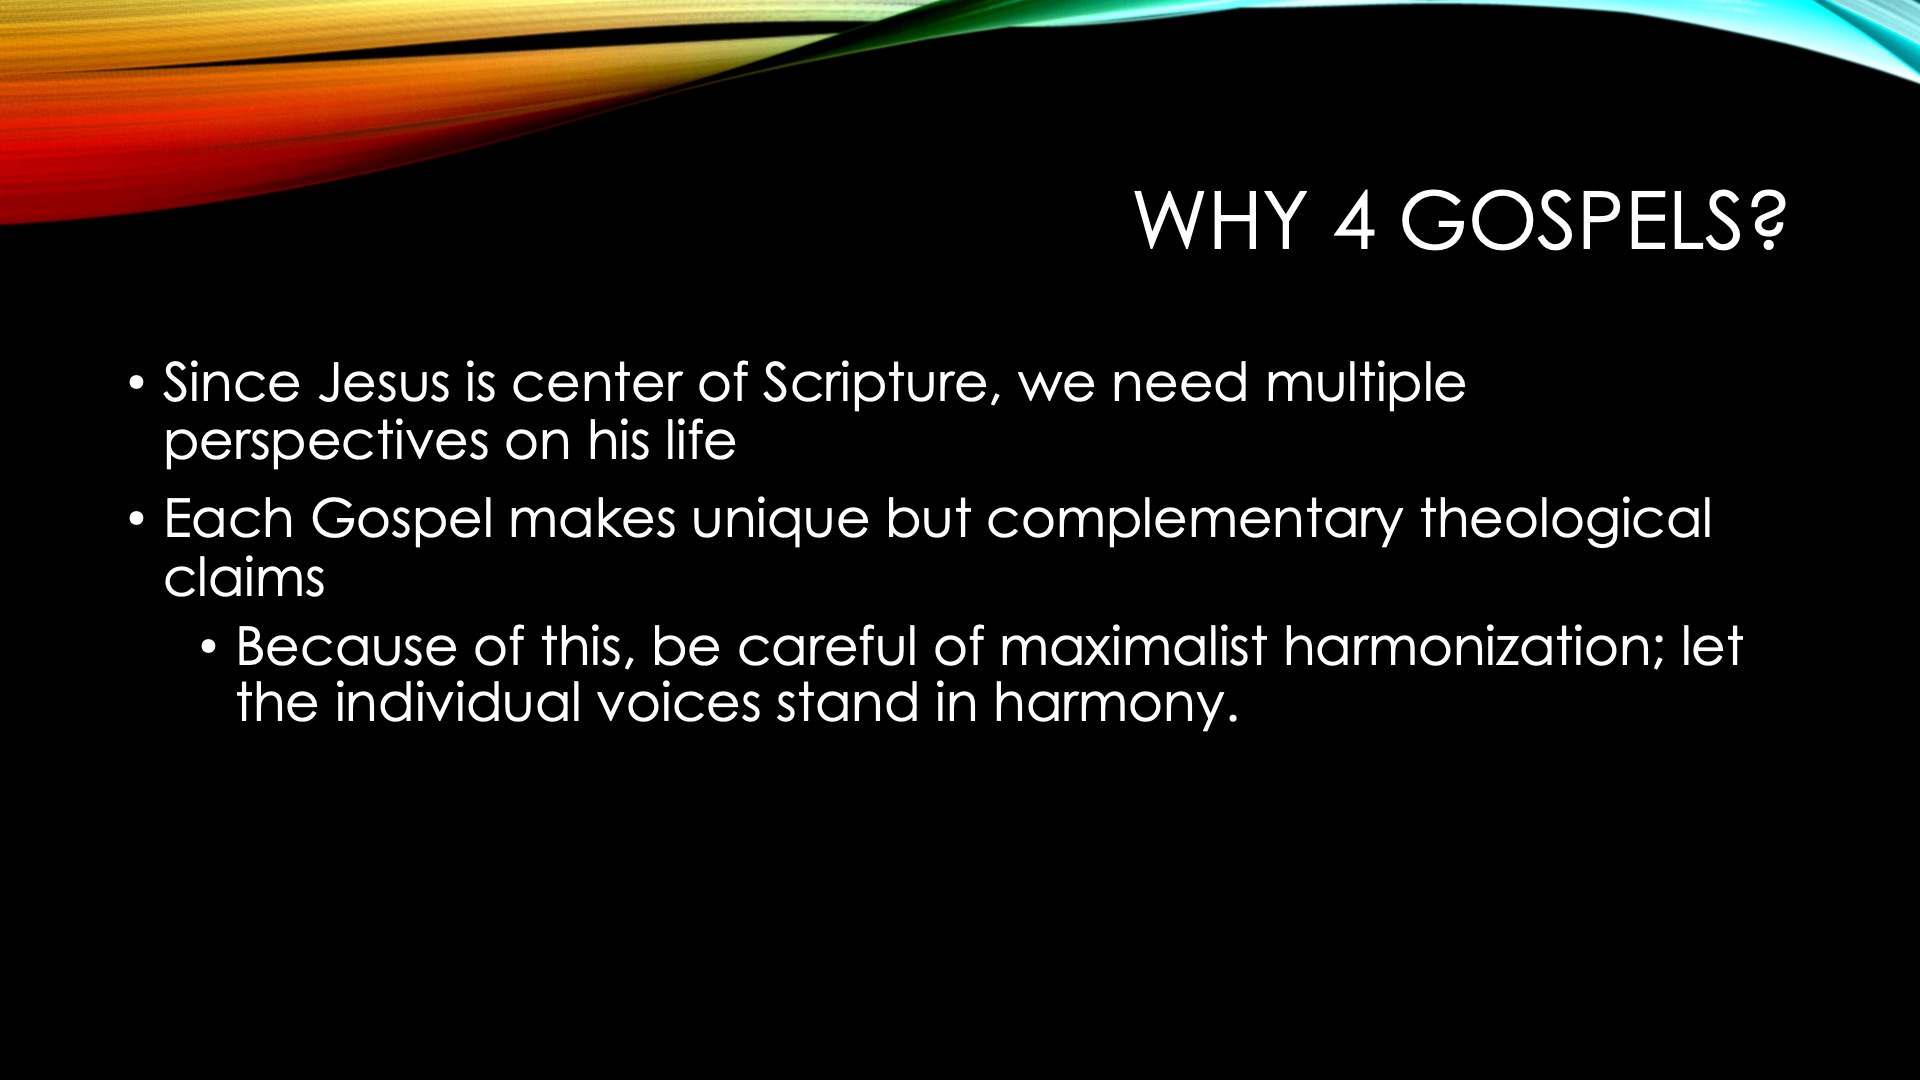 WHY 4 GOSPELS?
• Since Jesus is center of Scripture, we need multiple
perspectives on his life
• Each Gospel makes unique but complementary theological
claims
• Because of this, be careful of maximalist harmonization; let
the individual voices stand in harmony.